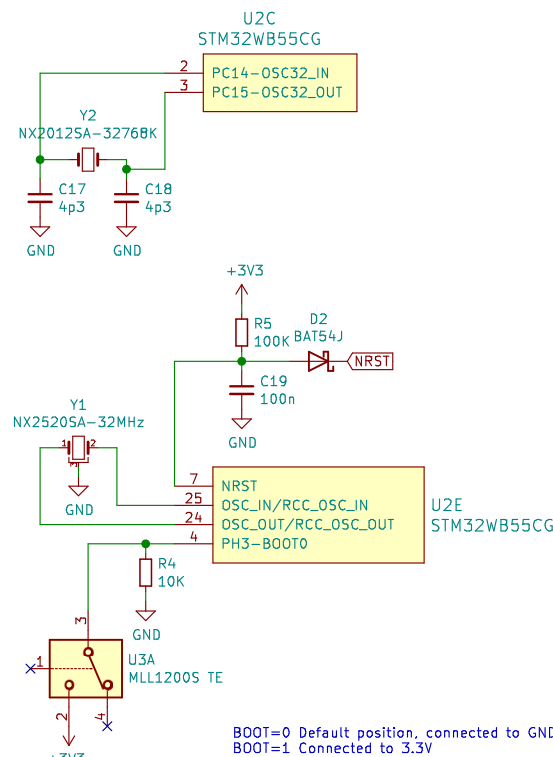 U2C
STM32WB55CG
2
PC14-OSC32_IN
3
PC15-OSC32_OUT
Y2
NX2012SA-32768K
C17
4p3
C18
4p3
GND
GND
+3V3
R5
100K
D2
BAT54J
NRST
C19
100n
GND
Y1
NX2520SA-32MHz
1
2
3
GND
7
NRST
25
OSC_IN/RCC_OSC_IN
24
OSC_OUT/RCC_OSC_OUT
4
PH3-BOOT0
U2E
STM32WB55CG
R4
10K
GND
3
1
U3A
MLL1200S TE
2
4
+3V3
BOOT=0 Default position, connected to GND
BOOT=1 Connected to 3.3V